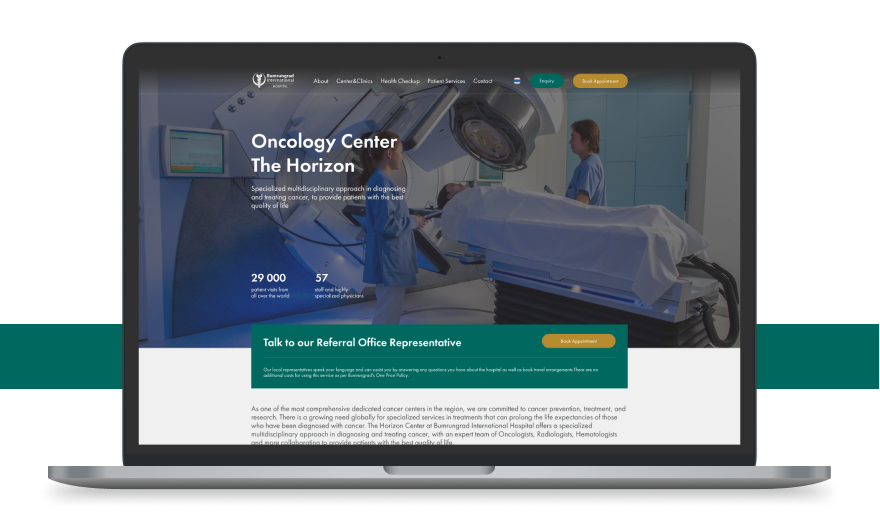 Bumrungrad
International
HOSPITAL
About Center&Clinics Health Checkup Patient Services Contact Enquiry Book Appointment
Oncology Center
The Horizon
Specialized multidisciplinary approach in diagnosing
and treating cancer, to provide patients with the best
quality of life
29 000 57
patient visits from staff and highly
all over the world specialized physicians
Talk to our Referral Office Representative Book Appointment
Our local representatives speak your language and can assist you by answering any questions you have about the hospital as well as book travel arrangements.There are no
additional costs for using this service as per Bumrungrad's One Price Policy.
As one of the most comprehensive dedicated cancer centers in the region, we are committed to cancer prevention, treatment, and
research. There is a growing need globally for specialized services in treatments that can prolong the life expectancies of those
who have been diagnosed with cancer. The Horizon Center at Bumrungrad International Hospital offers a specialized
multidisciplinary approach in diagnosing and treating cancer, with an expert team of Oncologists, Radiologists, Hematologists
and more collaborating to provide patients with the best quality of life.